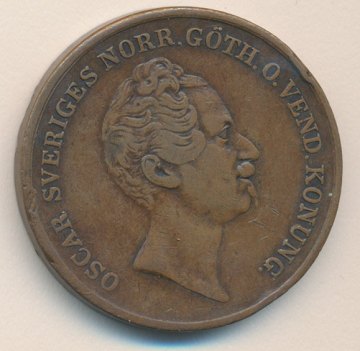 OSCAR SVERIGES NORR. GÖTH. O. VEND. KONUNG.